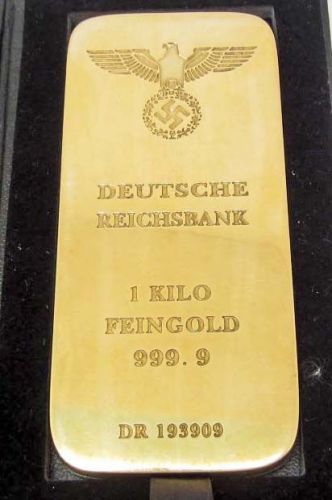 DEUTSCHE
REICHSBANK
1 KILO
FEINGOLD
999. 9
DR 193909